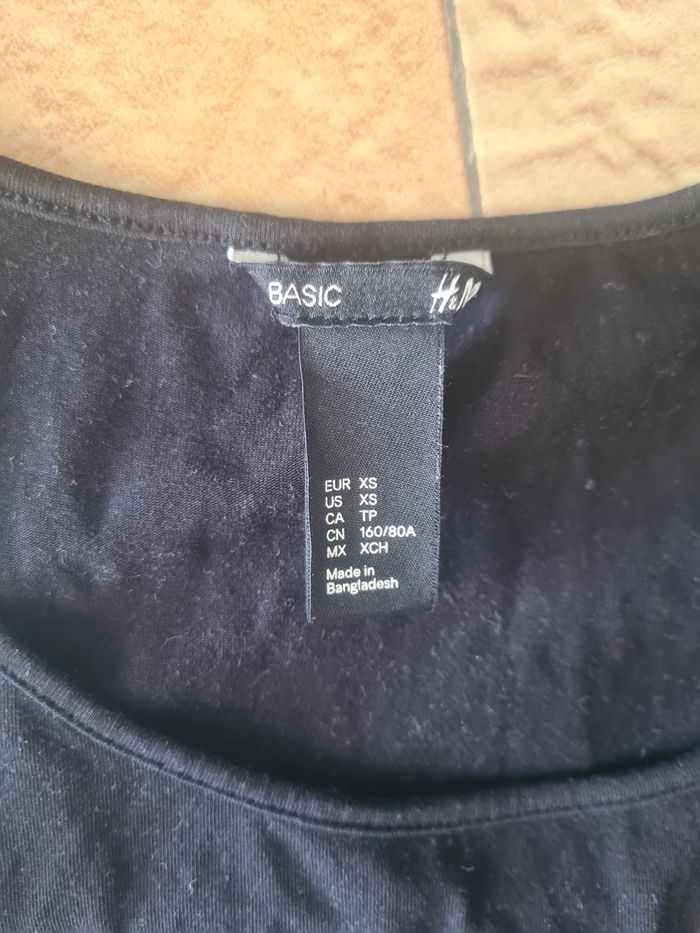 BASIC H&M
EUR XS
US XS
CA TP
CN 160/80A
MX XCH
Made in
Bangladesh